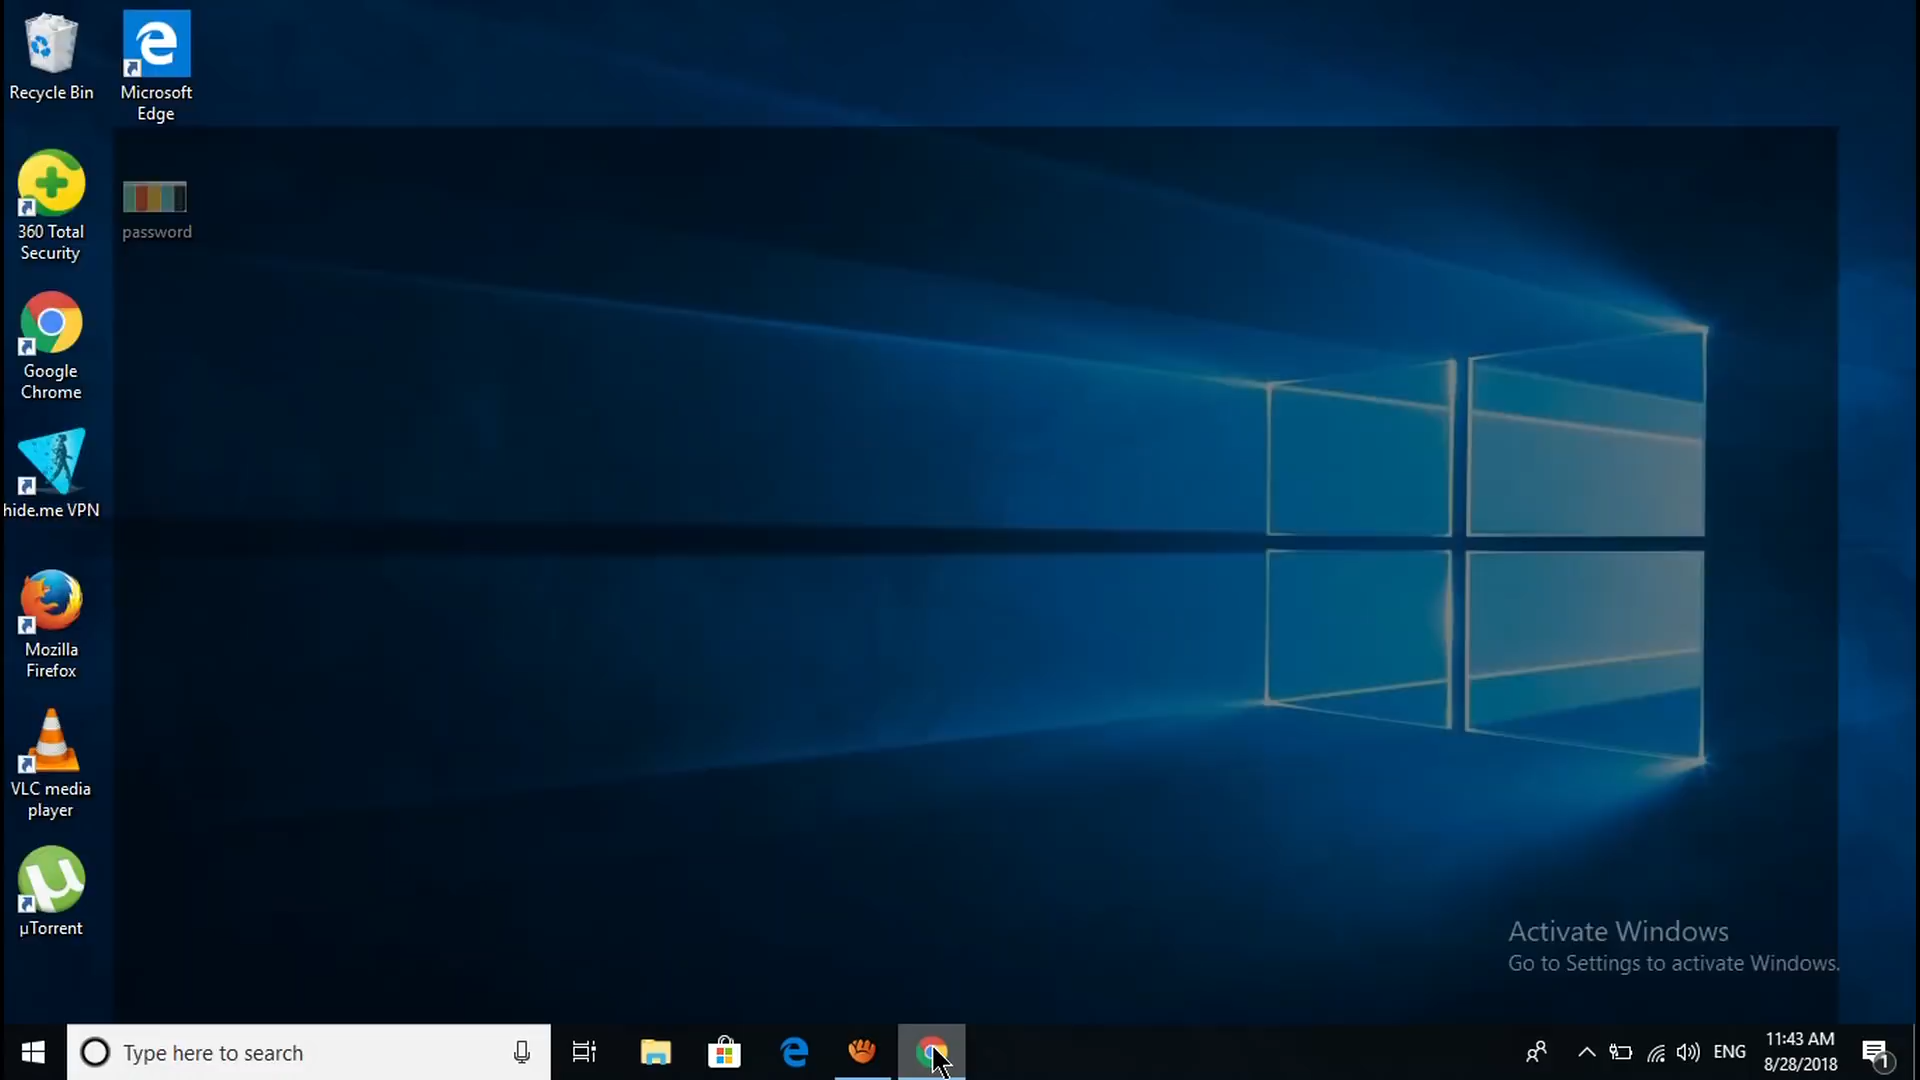 Recycle Bin
Microsoft
Edge
360 Total
Security
password
Google
Chrome
hide.me VPN
Mozilla
Firefox
VLC media
player
µTorrent
Activate Windows
Go to Settings to activate Windows.
Type here to search
ENG
11:43 AM
8/28/2018
1